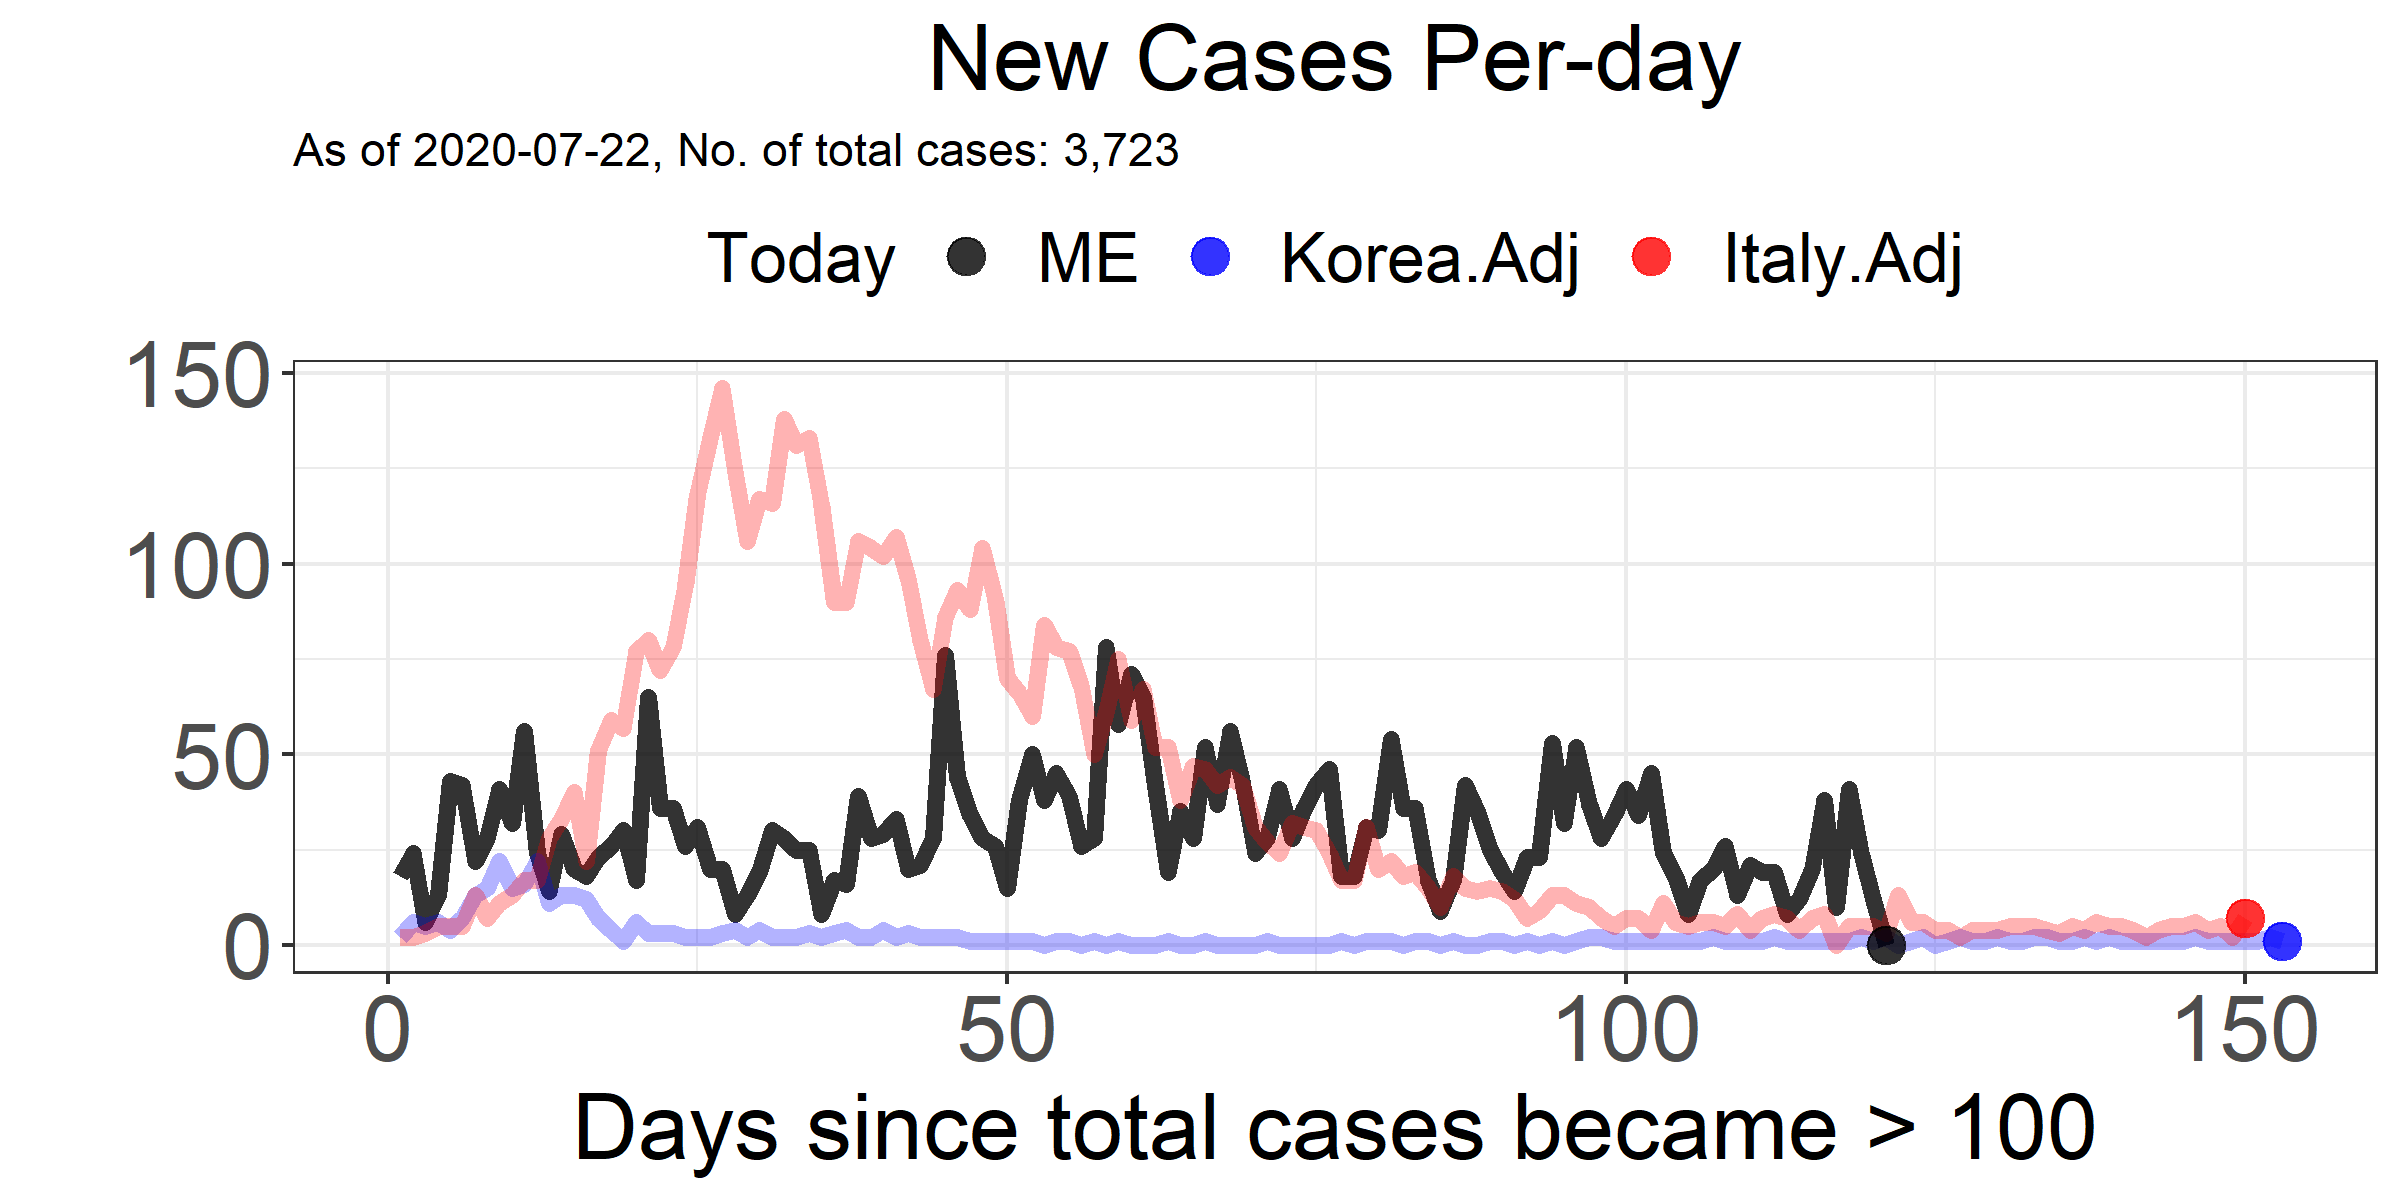 New Cases Per-day
As of 2020-07-22, No. of total cases: 3,723
Today ME Korea.Adj Italy.Adj
150
100
50
0
0 50 100 150
Days since total cases became > 100